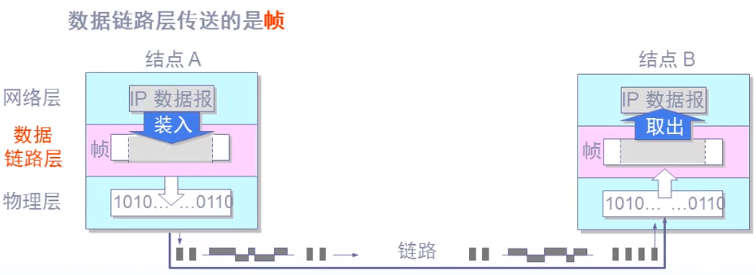 数据链路层传送的是帧
结点 A
结点 B
网络层
IP 数据报
IP 数据报
装入
取出
数据
链路层
帧
帧
物理层
1010… …0110
1010… …0110
链路